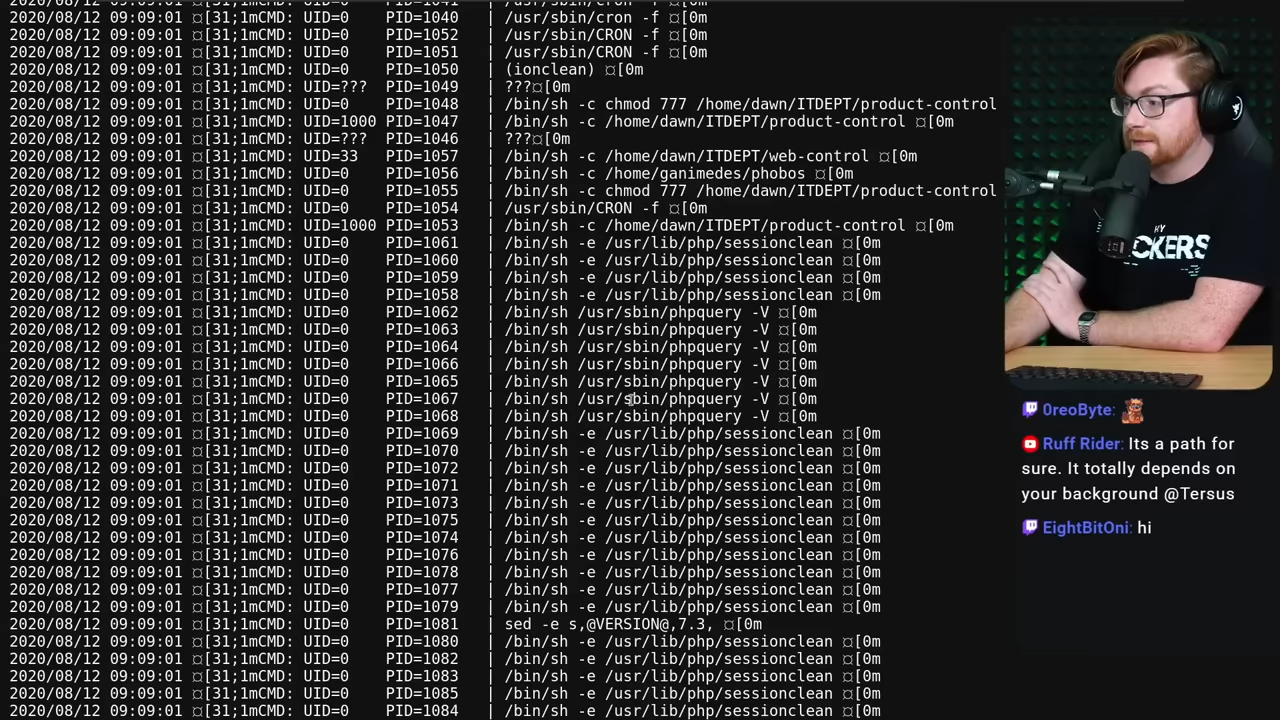 2020/08/12 09:09:01 ¤[31;1mCMD: UID=0    PID=1041   | /usr/sbin/cron -f ¤[0m
2020/08/12 09:09:01 ¤[31;1mCMD: UID=0    PID=1040   | /usr/sbin/cron -f ¤[0m
2020/08/12 09:09:01 ¤[31;1mCMD: UID=0    PID=1052   | /usr/sbin/CRON -f ¤[0m
2020/08/12 09:09:01 ¤[31;1mCMD: UID=0    PID=1051   | /usr/sbin/CRON -f ¤[0m
2020/08/12 09:09:01 ¤[31;1mCMD: UID=0    PID=1050   | (ionclean) ¤[0m
2020/08/12 09:09:01 ¤[31;1mCMD: UID=???  PID=1049   | ???¤[0m
2020/08/12 09:09:01 ¤[31;1mCMD: UID=0    PID=1048   | /bin/sh -c chmod 777 /home/dawn/ITDEPT/product-control
2020/08/12 09:09:01 ¤[31;1mCMD: UID=1000 PID=1047   | /bin/sh -c /home/dawn/ITDEPT/product-control ¤[0m
2020/08/12 09:09:01 ¤[31;1mCMD: UID=???  PID=1046   | ???¤[0m
2020/08/12 09:09:01 ¤[31;1mCMD: UID=33   PID=1057   | /bin/sh -c /home/dawn/ITDEPT/web-control ¤[0m
2020/08/12 09:09:01 ¤[31;1mCMD: UID=0    PID=1056   | /bin/sh -c /home/ganimedes/phobos ¤[0m
2020/08/12 09:09:01 ¤[31;1mCMD: UID=0    PID=1055   | /bin/sh -c chmod 777 /home/dawn/ITDEPT/product-control
2020/08/12 09:09:01 ¤[31;1mCMD: UID=0    PID=1054   | /usr/sbin/CRON -f ¤[0m
2020/08/12 09:09:01 ¤[31;1mCMD: UID=1000 PID=1053   | /bin/sh -c /home/dawn/ITDEPT/product-control ¤[0m
2020/08/12 09:09:01 ¤[31;1mCMD: UID=0    PID=1061   | /bin/sh -e /usr/lib/php/sessionclean ¤[0m
2020/08/12 09:09:01 ¤[31;1mCMD: UID=0    PID=1060   | /bin/sh -e /usr/lib/php/sessionclean ¤[0m
2020/08/12 09:09:01 ¤[31;1mCMD: UID=0    PID=1059   | /bin/sh -e /usr/lib/php/sessionclean ¤[0m
2020/08/12 09:09:01 ¤[31;1mCMD: UID=0    PID=1058   | /bin/sh -e /usr/lib/php/sessionclean ¤[0m
2020/08/12 09:09:01 ¤[31;1mCMD: UID=0    PID=1062   | /bin/sh /usr/sbin/phpquery -V ¤[0m
2020/08/12 09:09:01 ¤[31;1mCMD: UID=0    PID=1063   | /bin/sh /usr/sbin/phpquery -V ¤[0m
2020/08/12 09:09:01 ¤[31;1mCMD: UID=0    PID=1064   | /bin/sh /usr/sbin/phpquery -V ¤[0m
2020/08/12 09:09:01 ¤[31;1mCMD: UID=0    PID=1066   | /bin/sh /usr/sbin/phpquery -V ¤[0m
2020/08/12 09:09:01 ¤[31;1mCMD: UID=0    PID=1065   | /bin/sh /usr/sbin/phpquery -V ¤[0m
2020/08/12 09:09:01 ¤[31;1mCMD: UID=0    PID=1067   | /bin/sh /usr/sbin/phpquery -V ¤[0m
2020/08/12 09:09:01 ¤[31;1mCMD: UID=0    PID=1068   | /bin/sh /usr/sbin/phpquery -V ¤[0m
2020/08/12 09:09:01 ¤[31;1mCMD: UID=0    PID=1069   | /bin/sh -e /usr/lib/php/sessionclean ¤[0m
2020/08/12 09:09:01 ¤[31;1mCMD: UID=0    PID=1070   | /bin/sh -e /usr/lib/php/sessionclean ¤[0m
2020/08/12 09:09:01 ¤[31;1mCMD: UID=0    PID=1072   | /bin/sh -e /usr/lib/php/sessionclean ¤[0m
2020/08/12 09:09:01 ¤[31;1mCMD: UID=0    PID=1071   | /bin/sh -e /usr/lib/php/sessionclean ¤[0m
2020/08/12 09:09:01 ¤[31;1mCMD: UID=0    PID=1073   | /bin/sh -e /usr/lib/php/sessionclean ¤[0m
2020/08/12 09:09:01 ¤[31;1mCMD: UID=0    PID=1075   | /bin/sh -e /usr/lib/php/sessionclean ¤[0m
2020/08/12 09:09:01 ¤[31;1mCMD: UID=0    PID=1074   | /bin/sh -e /usr/lib/php/sessionclean ¤[0m
2020/08/12 09:09:01 ¤[31;1mCMD: UID=0    PID=1076   | /bin/sh -e /usr/lib/php/sessionclean ¤[0m
2020/08/12 09:09:01 ¤[31;1mCMD: UID=0    PID=1078   | /bin/sh -e /usr/lib/php/sessionclean ¤[0m
2020/08/12 09:09:01 ¤[31;1mCMD: UID=0    PID=1077   | /bin/sh -e /usr/lib/php/sessionclean ¤[0m
2020/08/12 09:09:01 ¤[31;1mCMD: UID=0    PID=1079   | /bin/sh -e /usr/lib/php/sessionclean ¤[0m
2020/08/12 09:09:01 ¤[31;1mCMD: UID=0    PID=1081   | sed -e s,@VERSION@,7.3, ¤[0m
2020/08/12 09:09:01 ¤[31;1mCMD: UID=0    PID=1080   | /bin/sh -e /usr/lib/php/sessionclean ¤[0m
2020/08/12 09:09:01 ¤[31;1mCMD: UID=0    PID=1082   | /bin/sh -e /usr/lib/php/sessionclean ¤[0m
2020/08/12 09:09:01 ¤[31;1mCMD: UID=0    PID=1083   | /bin/sh -e /usr/lib/php/sessionclean ¤[0m
2020/08/12 09:09:01 ¤[31;1mCMD: UID=0    PID=1085   | /bin/sh -e /usr/lib/php/sessionclean ¤[0m
2020/08/12 09:09:01 ¤[31;1mCMD: UID=0    PID=1084   | /bin/sh -e /usr/lib/php/sessionclean ¤[0m
CKERS
0reoByte:
Ruff Rider: Its a path for
sure. It totally depends on
your background @Tersus
EightBitOni: hi